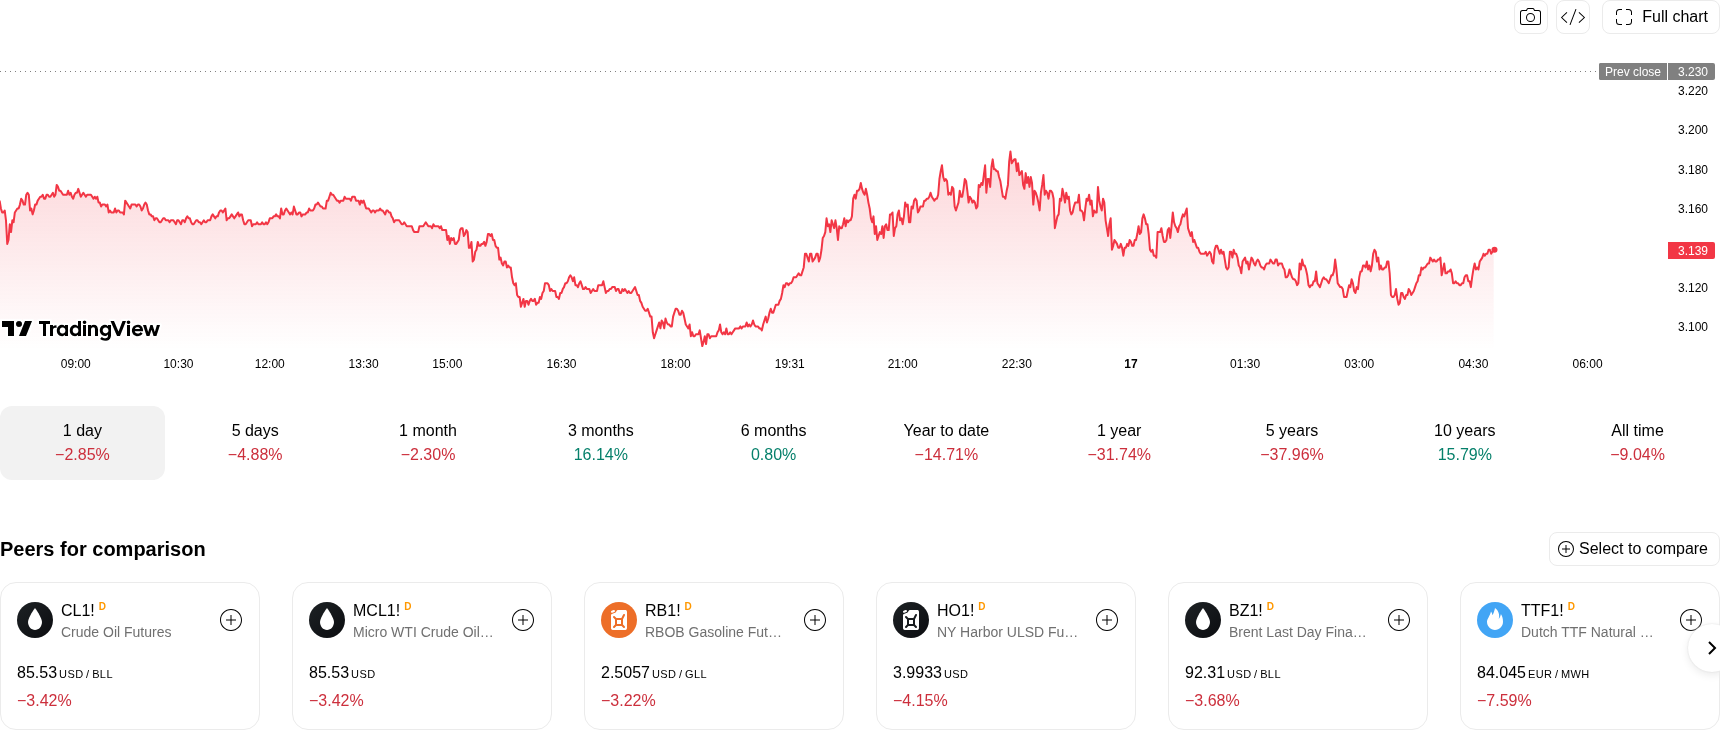 Full chart
Prev close 3.230
3.220
3.200
3.180
3.160
3.139
3.120
3.100
TradingView
09:00 10:30 12:00 13:30 15:00 16:30 18:00 19:31 21:00 22:30 17 01:30 03:00 04:30 06:00
1 day 5 days 1 month 3 months 6 months Year to date 1 year 5 years 10 years All time
−2.85% −4.88% −2.30% 16.14% 0.80% −14.71% −31.74% −37.96% 15.79% −9.04%
Peers for comparison
Select to compare
CL1! D
Crude Oil Futures
85.53 USD / BLL
−3.42%
MCL1! D
Micro WTI Crude Oil…
85.53 USD
−3.42%
RB1! D
RBOB Gasoline Fut…
2.5057 USD / GLL
−3.22%
HO1! D
NY Harbor ULSD Fu…
3.9933 USD
−4.15%
BZ1! D
Brent Last Day Fina…
92.31 USD / BLL
−3.68%
TTF1! D
Dutch TTF Natural …
84.045 EUR / MWH
−7.59%